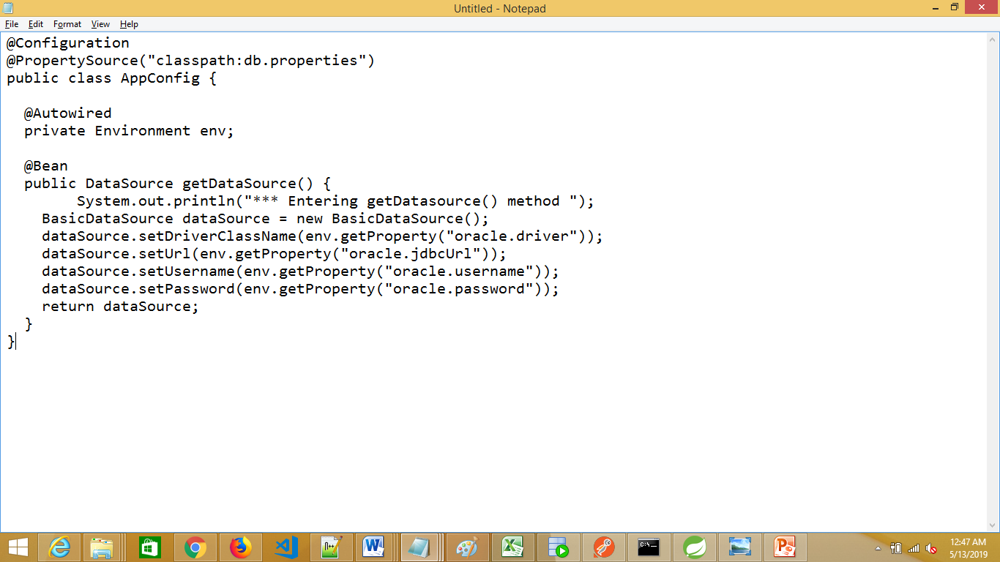 Untitled - Notepad
File Edit Format View Help
@Configuration
@PropertySource("classpath:db.properties")
public class AppConfig {

  @Autowired
  private Environment env;

  @Bean
  public DataSource getDataSource() {
        System.out.println("*** Entering getDatasource() method ");
    BasicDataSource dataSource = new BasicDataSource();
    dataSource.setDriverClassName(env.getProperty("oracle.driver"));
    dataSource.setUrl(env.getProperty("oracle.jdbcUrl"));
    dataSource.setUsername(env.getProperty("oracle.username"));
    dataSource.setPassword(env.getProperty("oracle.password"));
    return dataSource;
  }
}
12:47 AM
5/13/2019